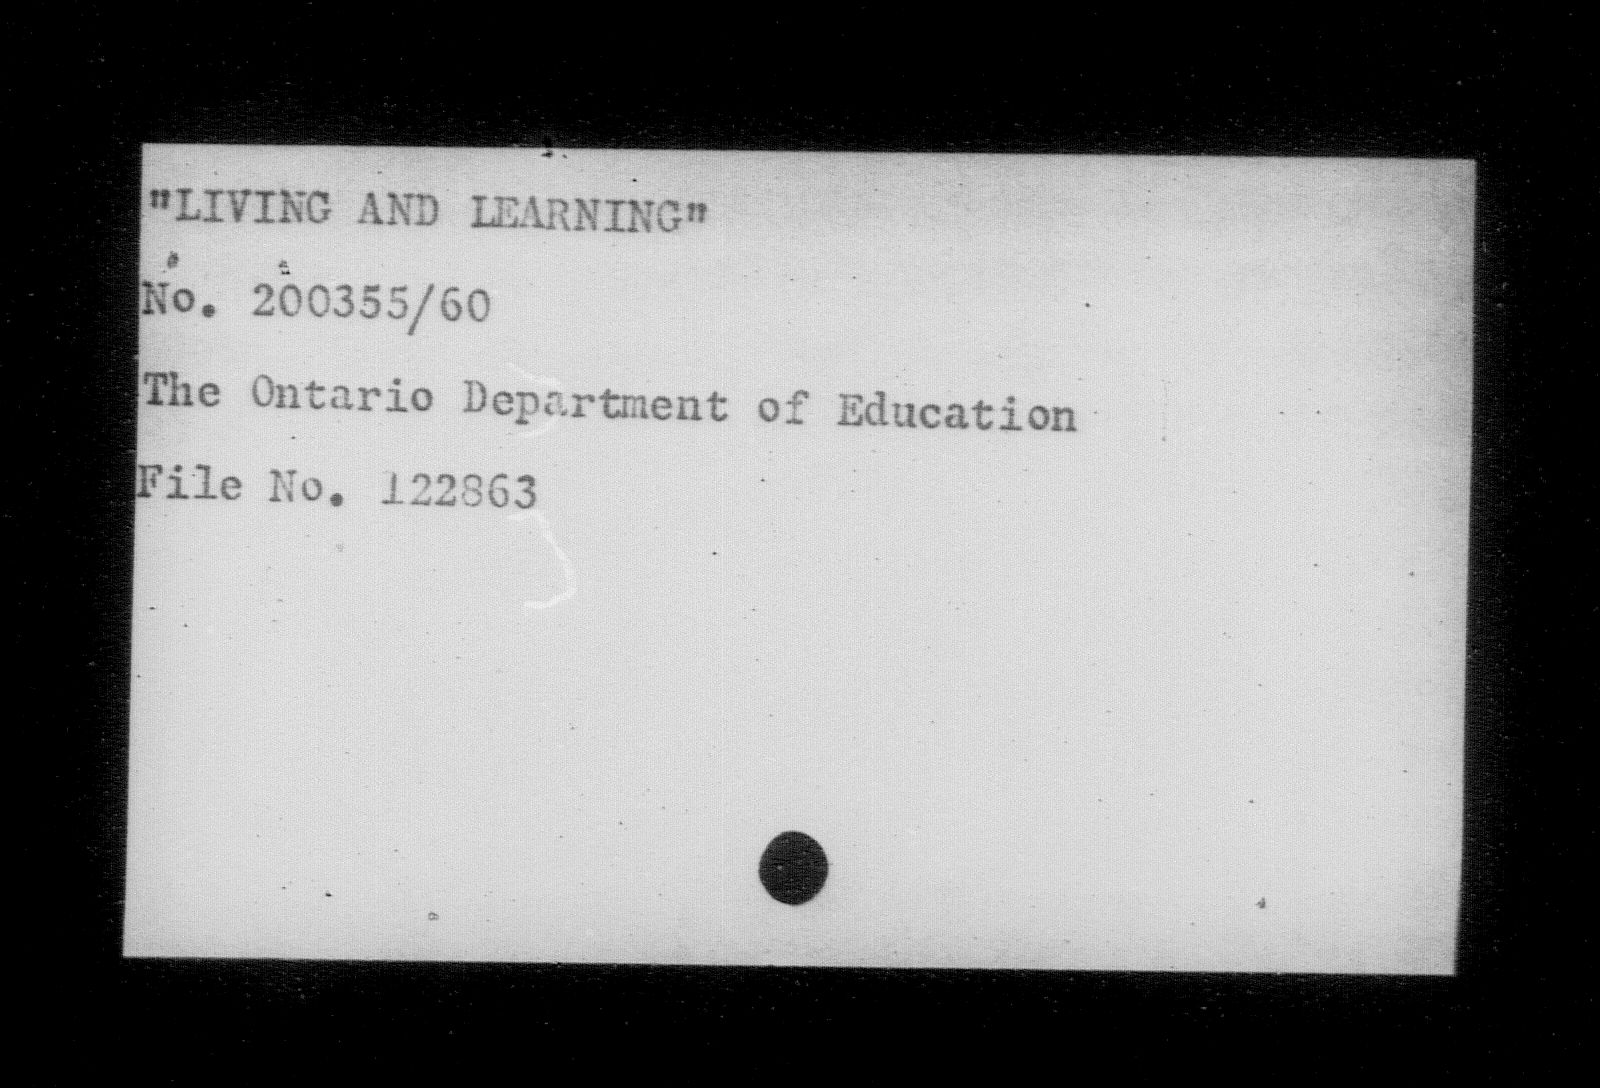 "LIVING AND LEARNING"
No. 200355/60
The Ontario Department of Education
File No. 122863